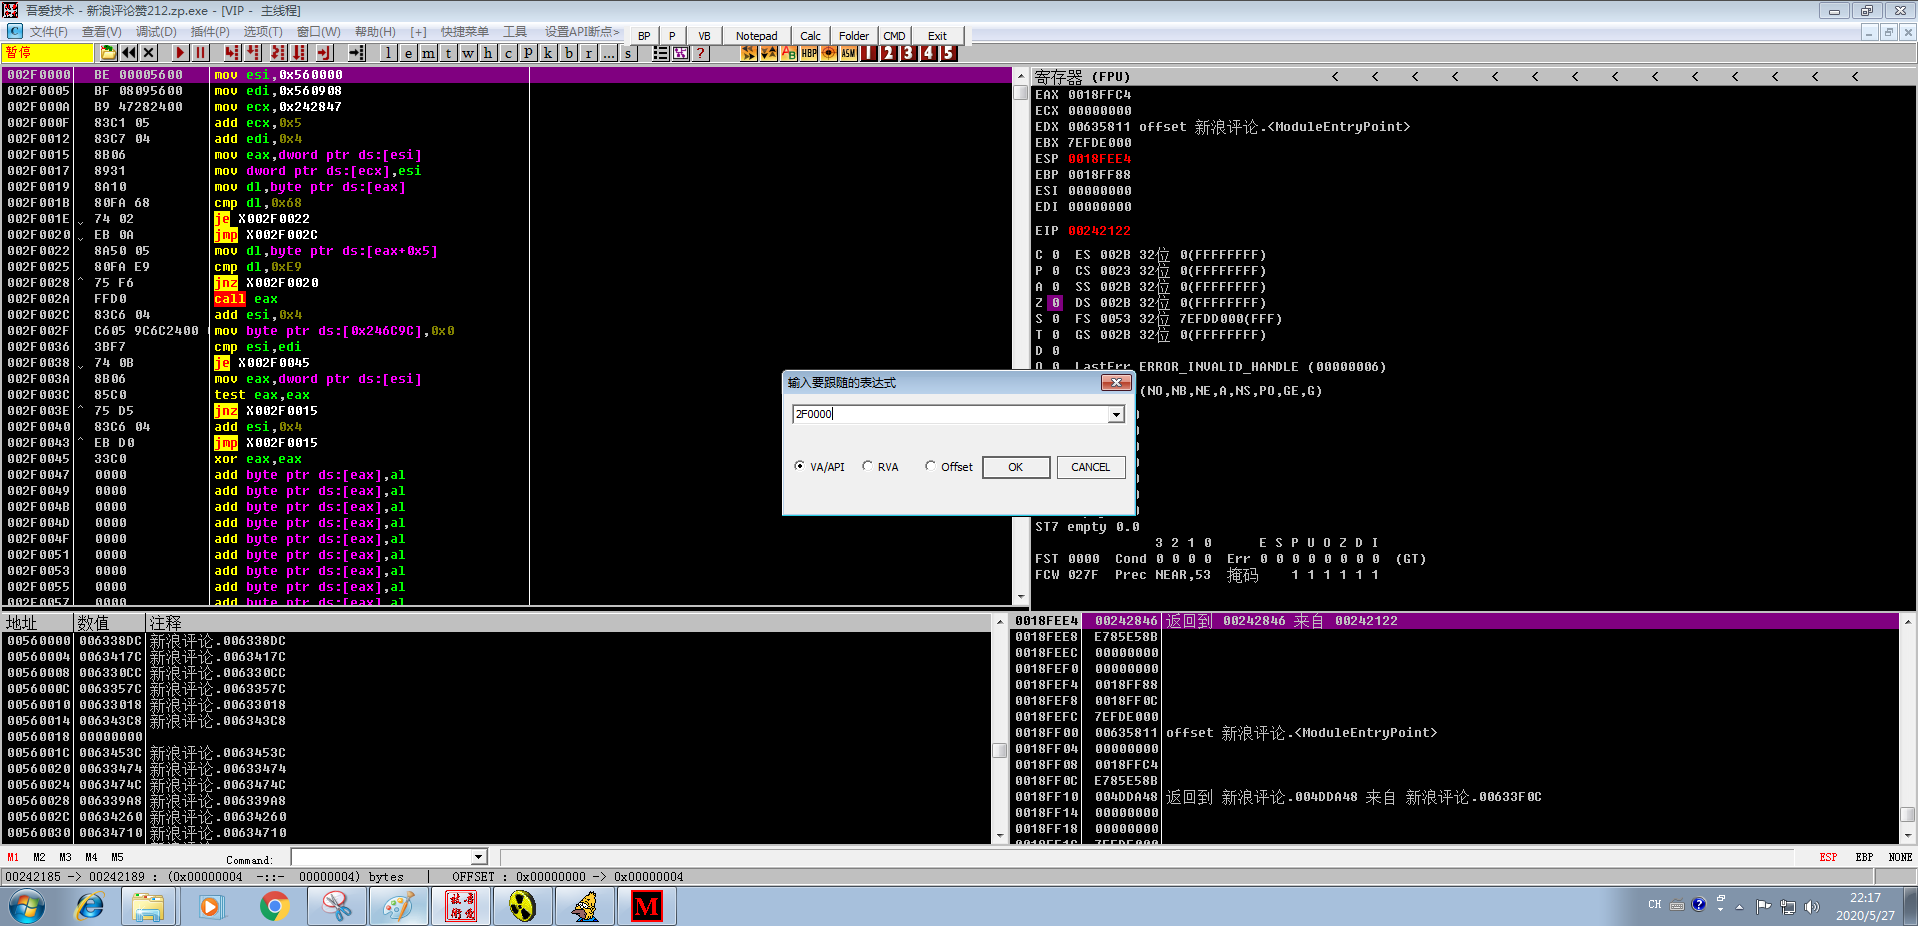 吾爱技术 - 新浪评论赞212.zp.exe - [VIP - 主线程]
文件(F) 查看(V) 调试(D) 插件(P) 选项(T) 窗口(W) 帮助(H) [+] 快捷菜单 工具 设置API断点>
BP P VB Notepad Calc Folder CMD Exit
暂停
l e m t w h c p k b r ... s
002F0000 BE 00005600 mov esi,0x560000
002F0005 BF 08095600 mov edi,0x560908
002F000A B9 47282400 mov ecx,0x242847
002F000F 83C1 05 add ecx,0x5
002F0012 83C7 04 add edi,0x4
002F0015 8B06 mov eax,dword ptr ds:[esi]
002F0017 8931 mov dword ptr ds:[ecx],esi
002F0019 8A10 mov dl,byte ptr ds:[eax]
002F001B 80FA 68 cmp dl,0x68
002F001E 74 02 je X002F0022
002F0020 EB 0A jmp X002F002C
002F0022 8A50 05 mov dl,byte ptr ds:[eax+0x5]
002F0025 80FA E9 cmp dl,0xE9
002F0028 75 F6 jnz X002F0020
002F002A FFD0 call eax
002F002C 83C6 04 add esi,0x4
002F002F C605 9C6C2400 mov byte ptr ds:[0x246C9C],0x0
002F0036 3BF7 cmp esi,edi
002F0038 74 0B je X002F0045
002F003A 8B06 mov eax,dword ptr ds:[esi]
002F003C 85C0 test eax,eax
002F003E 75 D5 jnz X002F0015
002F0040 83C6 04 add esi,0x4
002F0043 EB D0 jmp X002F0015
002F0045 33C0 xor eax,eax
002F0047 0000 add byte ptr ds:[eax],al
002F0049 0000 add byte ptr ds:[eax],al
002F004B 0000 add byte ptr ds:[eax],al
002F004D 0000 add byte ptr ds:[eax],al
002F004F 0000 add byte ptr ds:[eax],al
002F0051 0000 add byte ptr ds:[eax],al
002F0053 0000 add byte ptr ds:[eax],al
002F0055 0000 add byte ptr ds:[eax],al
002F0057 0000 add byte ptr ds:[eax],al
寄存器 (FPU) < < < < < < < < < < < < < <
EAX 0018FFC4
ECX 00000000
EDX 00635811 offset 新浪评论.<ModuleEntryPoint>
EBX 7EFDE000
ESP 0018FEE4
EBP 0018FF88
ESI 00000000
EDI 00000000
EIP 00242122
C 0 ES 002B 32位 0(FFFFFFFF)
P 0 CS 0023 32位 0(FFFFFFFF)
A 0 SS 002B 32位 0(FFFFFFFF)
Z 0 DS 002B 32位 0(FFFFFFFF)
S 0 FS 0053 32位 7EFDD000(FFF)
T 0 GS 002B 32位 0(FFFFFFFF)
D 0
O 0 LastErr ERROR_INVALID_HANDLE (00000006)
(NO,NB,NE,A,NS,PO,GE,G)
ST7 empty 0.0
3 2 1 0 E S P U O Z D I
FST 0000 Cond 0 0 0 0 Err 0 0 0 0 0 0 0 0 (GT)
FCW 027F Prec NEAR,53 掩码 1 1 1 1 1 1
输入要跟随的表达式
2F0000
VA/API RVA Offset OK CANCEL
地址 数值 注释
00560000 006338DC 新浪评论.006338DC
00560004 0063417C 新浪评论.0063417C
00560008 006330CC 新浪评论.006330CC
0056000C 0063357C 新浪评论.0063357C
00560010 00633018 新浪评论.00633018
00560014 006343C8 新浪评论.006343C8
00560018 00000000
0056001C 0063453C 新浪评论.0063453C
00560020 00633474 新浪评论.00633474
00560024 0063474C 新浪评论.0063474C
00560028 006339A8 新浪评论.006339A8
0056002C 00634260 新浪评论.00634260
00560030 00634710 新浪评论.00634710
0018FEE4 00242846 返回到 00242846 来自 00242122
0018FEE8 E785E58B
0018FEEC 00000000
0018FEF0 00000000
0018FEF4 0018FF88
0018FEF8 0018FF0C
0018FEFC 7EFDE000
0018FF00 00635811 offset 新浪评论.<ModuleEntryPoint>
0018FF04 00000000
0018FF08 0018FFC4
0018FF0C E785E58B
0018FF10 004DDA48 返回到 新浪评论.004DDA48 来自 新浪评论.00633F0C
0018FF14 00000000
0018FF18 00000000
0018FF1C 7EFDE000
M1 M2 M3 M4 M5 Command: ESP EBP NONE
00242185 -> 00242189 : (0x00000004 -::- 00000004) bytes | OFFSET : 0x00000000 -> 0x00000004
CH
22:17
2020/5/27